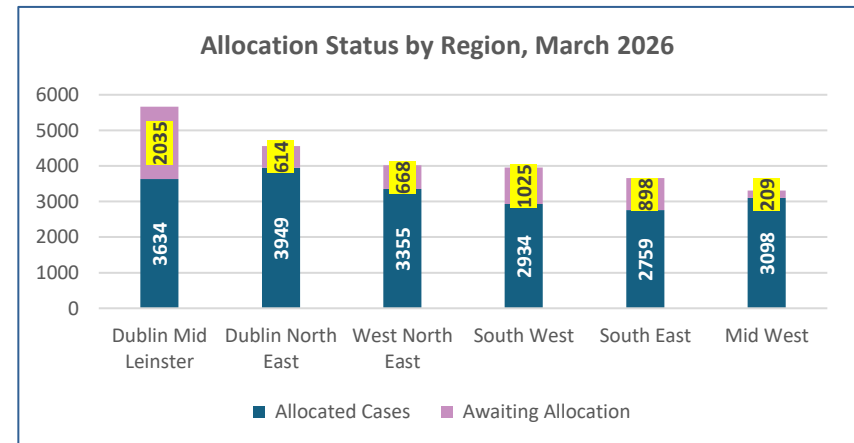 Allocation Status by Region, March 2026
6000
5000
4000
3000
2000
1000
0
2035
614
668
1025
898
209
3634
3949
3355
2934
2759
3098
Dublin Mid
Leinster
Dublin North
East
West North
East
South West
South East
Mid West
Allocated Cases
Awaiting Allocation